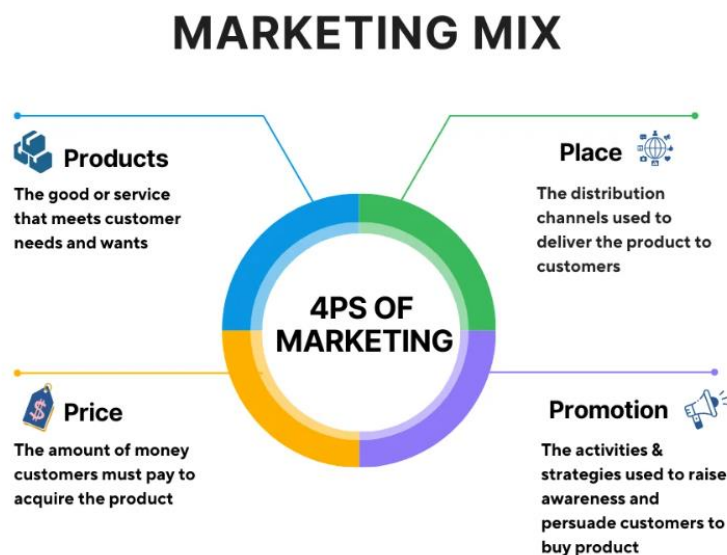 MARKETING MIX
Products
The good or service
that meets customer
needs and wants
Place
The distribution
channels used to
deliver the product to
customers
4PS OF
MARKETING
$
Price
The amount of money
customers must pay to
acquire the product
Promotion
The activities &
strategies used to raise
awareness and
persuade customers to
buy product